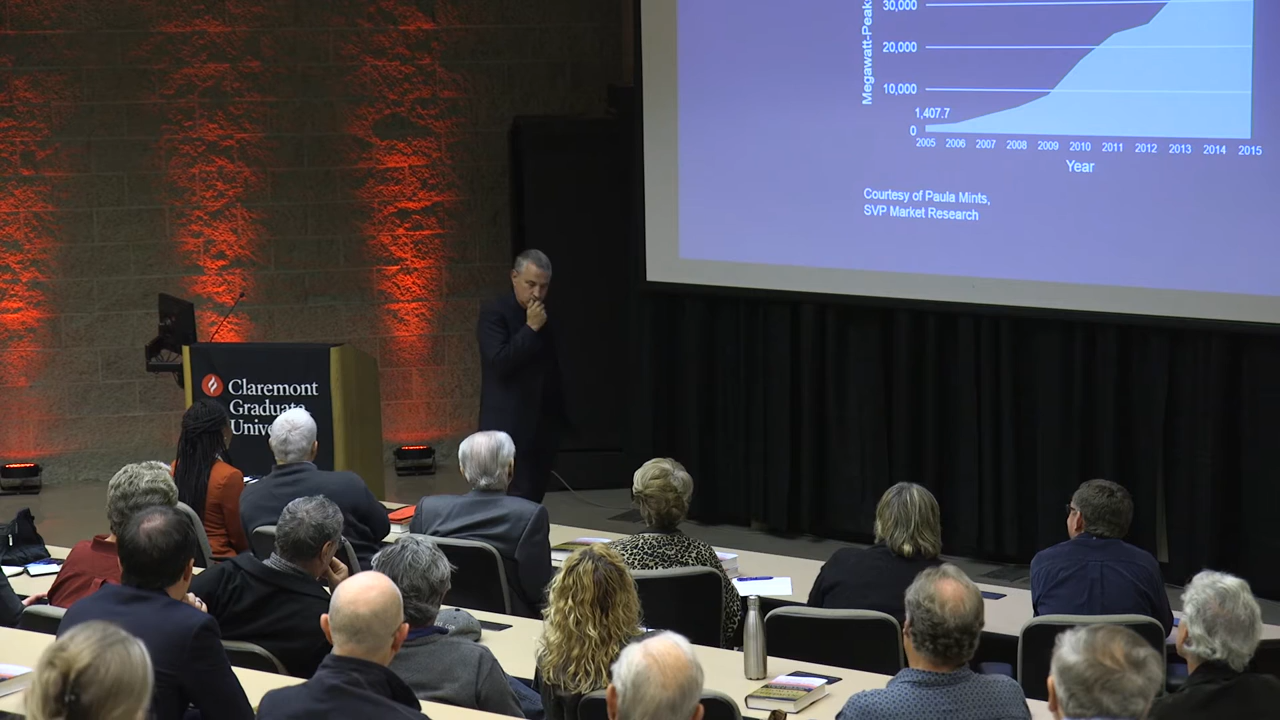 Megawatt-Peak
30,000
20,000
10,000
1,407.7
0
2005 2006 2007 2008 2009 2010 2011 2012 2013 2014 2015
Year
Courtesy of Paula Mints,
SVP Market Research
Claremont
Graduate
Unive